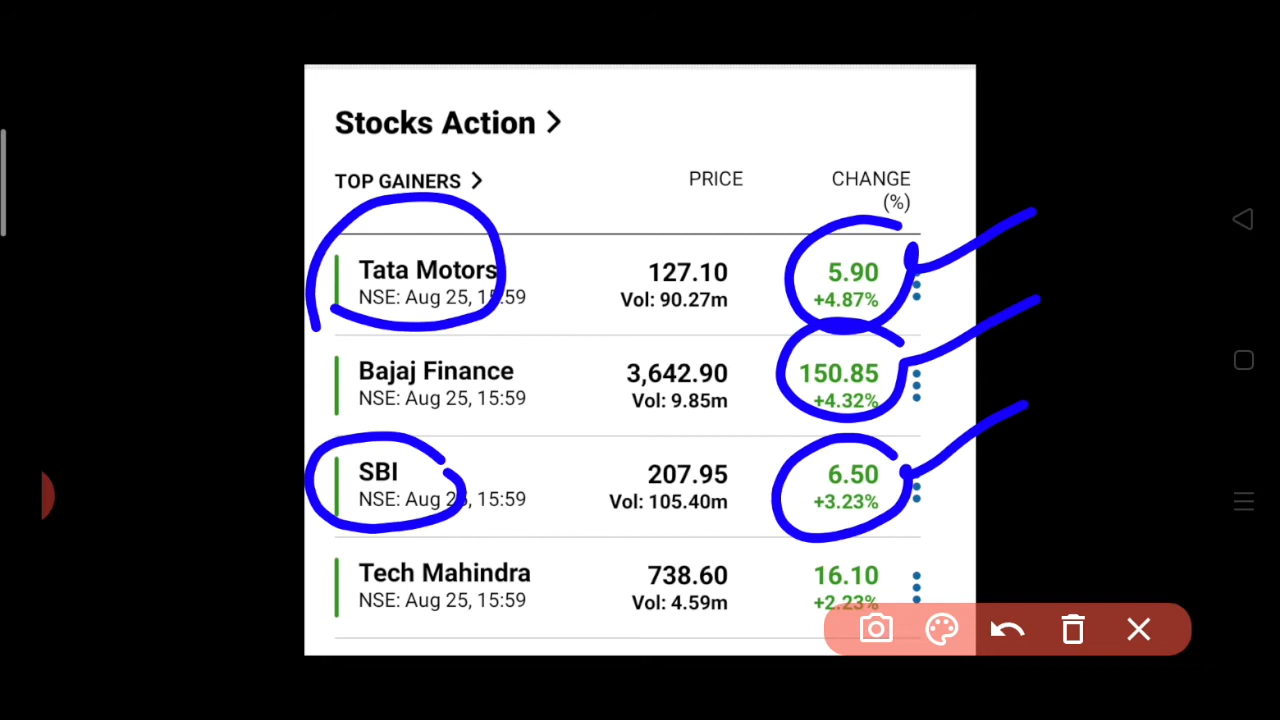 Stocks Action >
TOP GAINERS > PRICE CHANGE
(%)
Tata Motors 127.10 5.90
NSE: Aug 25, 15:59 Vol: 90.27m +4.87%
Bajaj Finance 3,642.90 150.85
NSE: Aug 25, 15:59 Vol: 9.85m +4.32%
SBI 207.95 6.50
NSE: Aug 25, 15:59 Vol: 105.40m +3.23%
Tech Mahindra 738.60 16.10
NSE: Aug 25, 15:59 Vol: 4.59m +2.23%